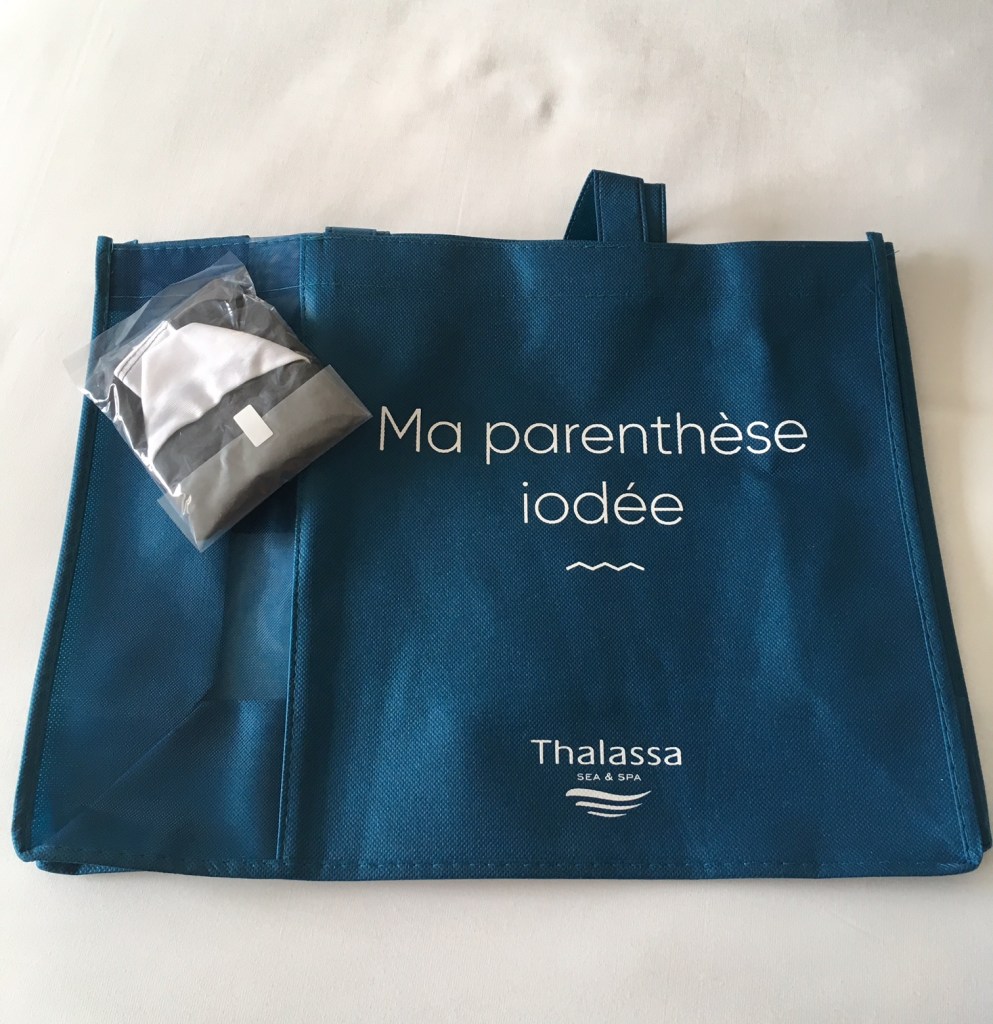 Ma parenthèse
iodée
Thalassa
SEA & SPA